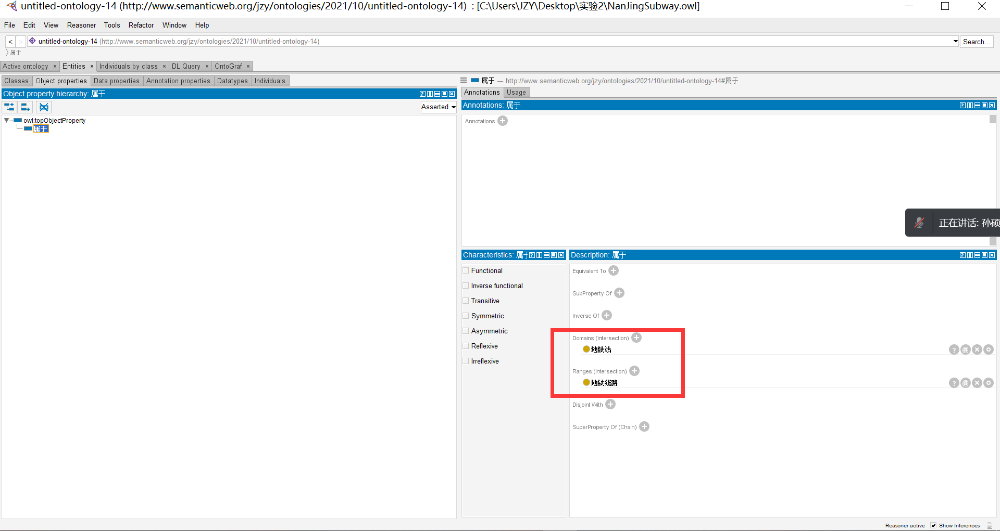 untitled-ontology-14 (http://www.semanticweb.org/jzy/ontologies/2021/10/untitled-ontology-14) : [C:\Users\JZY\Desktop\实验2\NanJingSubway.owl]
File Edit View Reasoner Tools Refactor Window Help
< > untitled-ontology-14 (http://www.semanticweb.org/jzy/ontologies/2021/10/untitled-ontology-14) Search...
属于
Active ontology × Entities × Individuals by class × DL Query × OntoGraf ×
Classes Object properties Data properties Annotation properties Datatypes Individuals
Object property hierarchy: 属于
Asserted
owl:topObjectProperty
属于
属于 — http://www.semanticweb.org/jzy/ontologies/2021/10/untitled-ontology-14#属于
Annotations Usage
Annotations: 属于
Annotations
正在讲话: 孙硕
Characteristics: 属于
Functional
Inverse functional
Transitive
Symmetric
Asymmetric
Reflexive
Irreflexive
Description: 属于
Equivalent To
SubProperty Of
Inverse Of
Domains (intersection)
地铁站
Ranges (intersection)
地铁线路
Disjoint With
SuperProperty Of (Chain)
Reasoner active Show Inferences